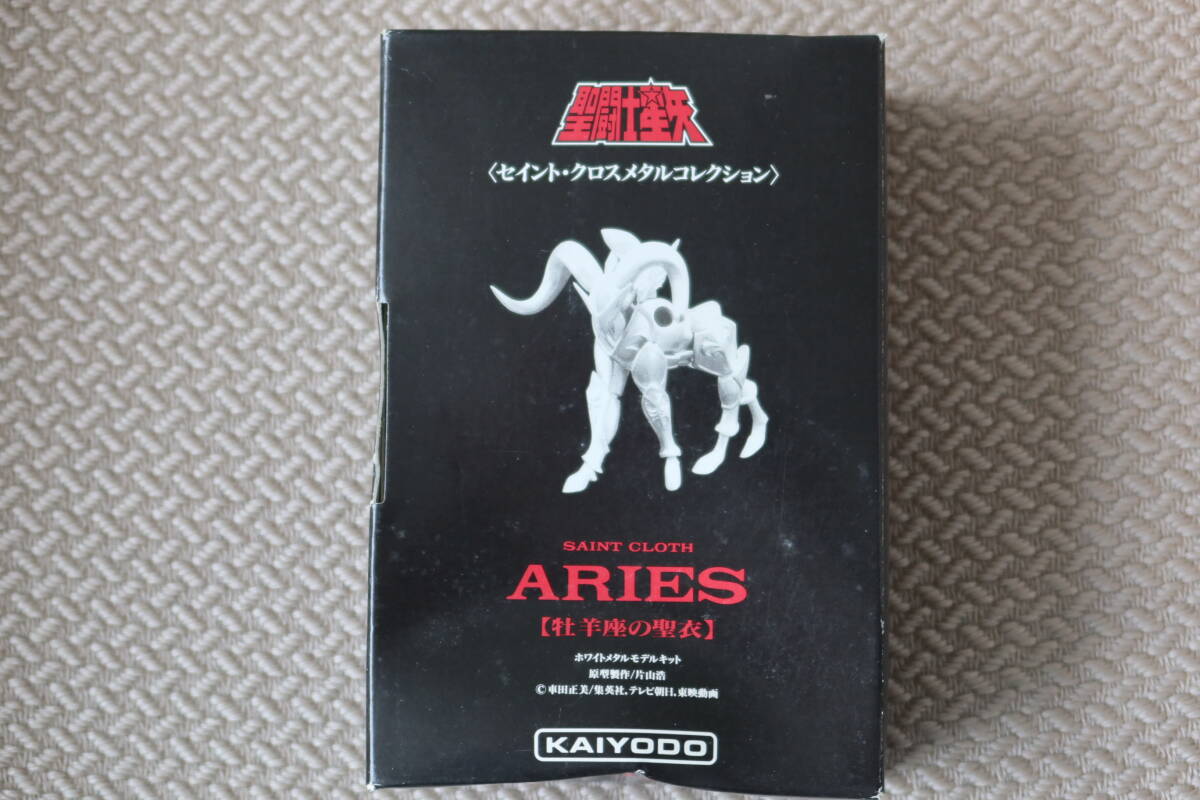 聖闘士星矢
〈セイント・クロスメタルコレクション〉
SAINT CLOTH
ARIES
【牡羊座の聖衣】
ホワイトメタルモデルキット
原型製作/片山浩
©車田正美/集英社,テレビ朝日,東映動画
KAIYODO